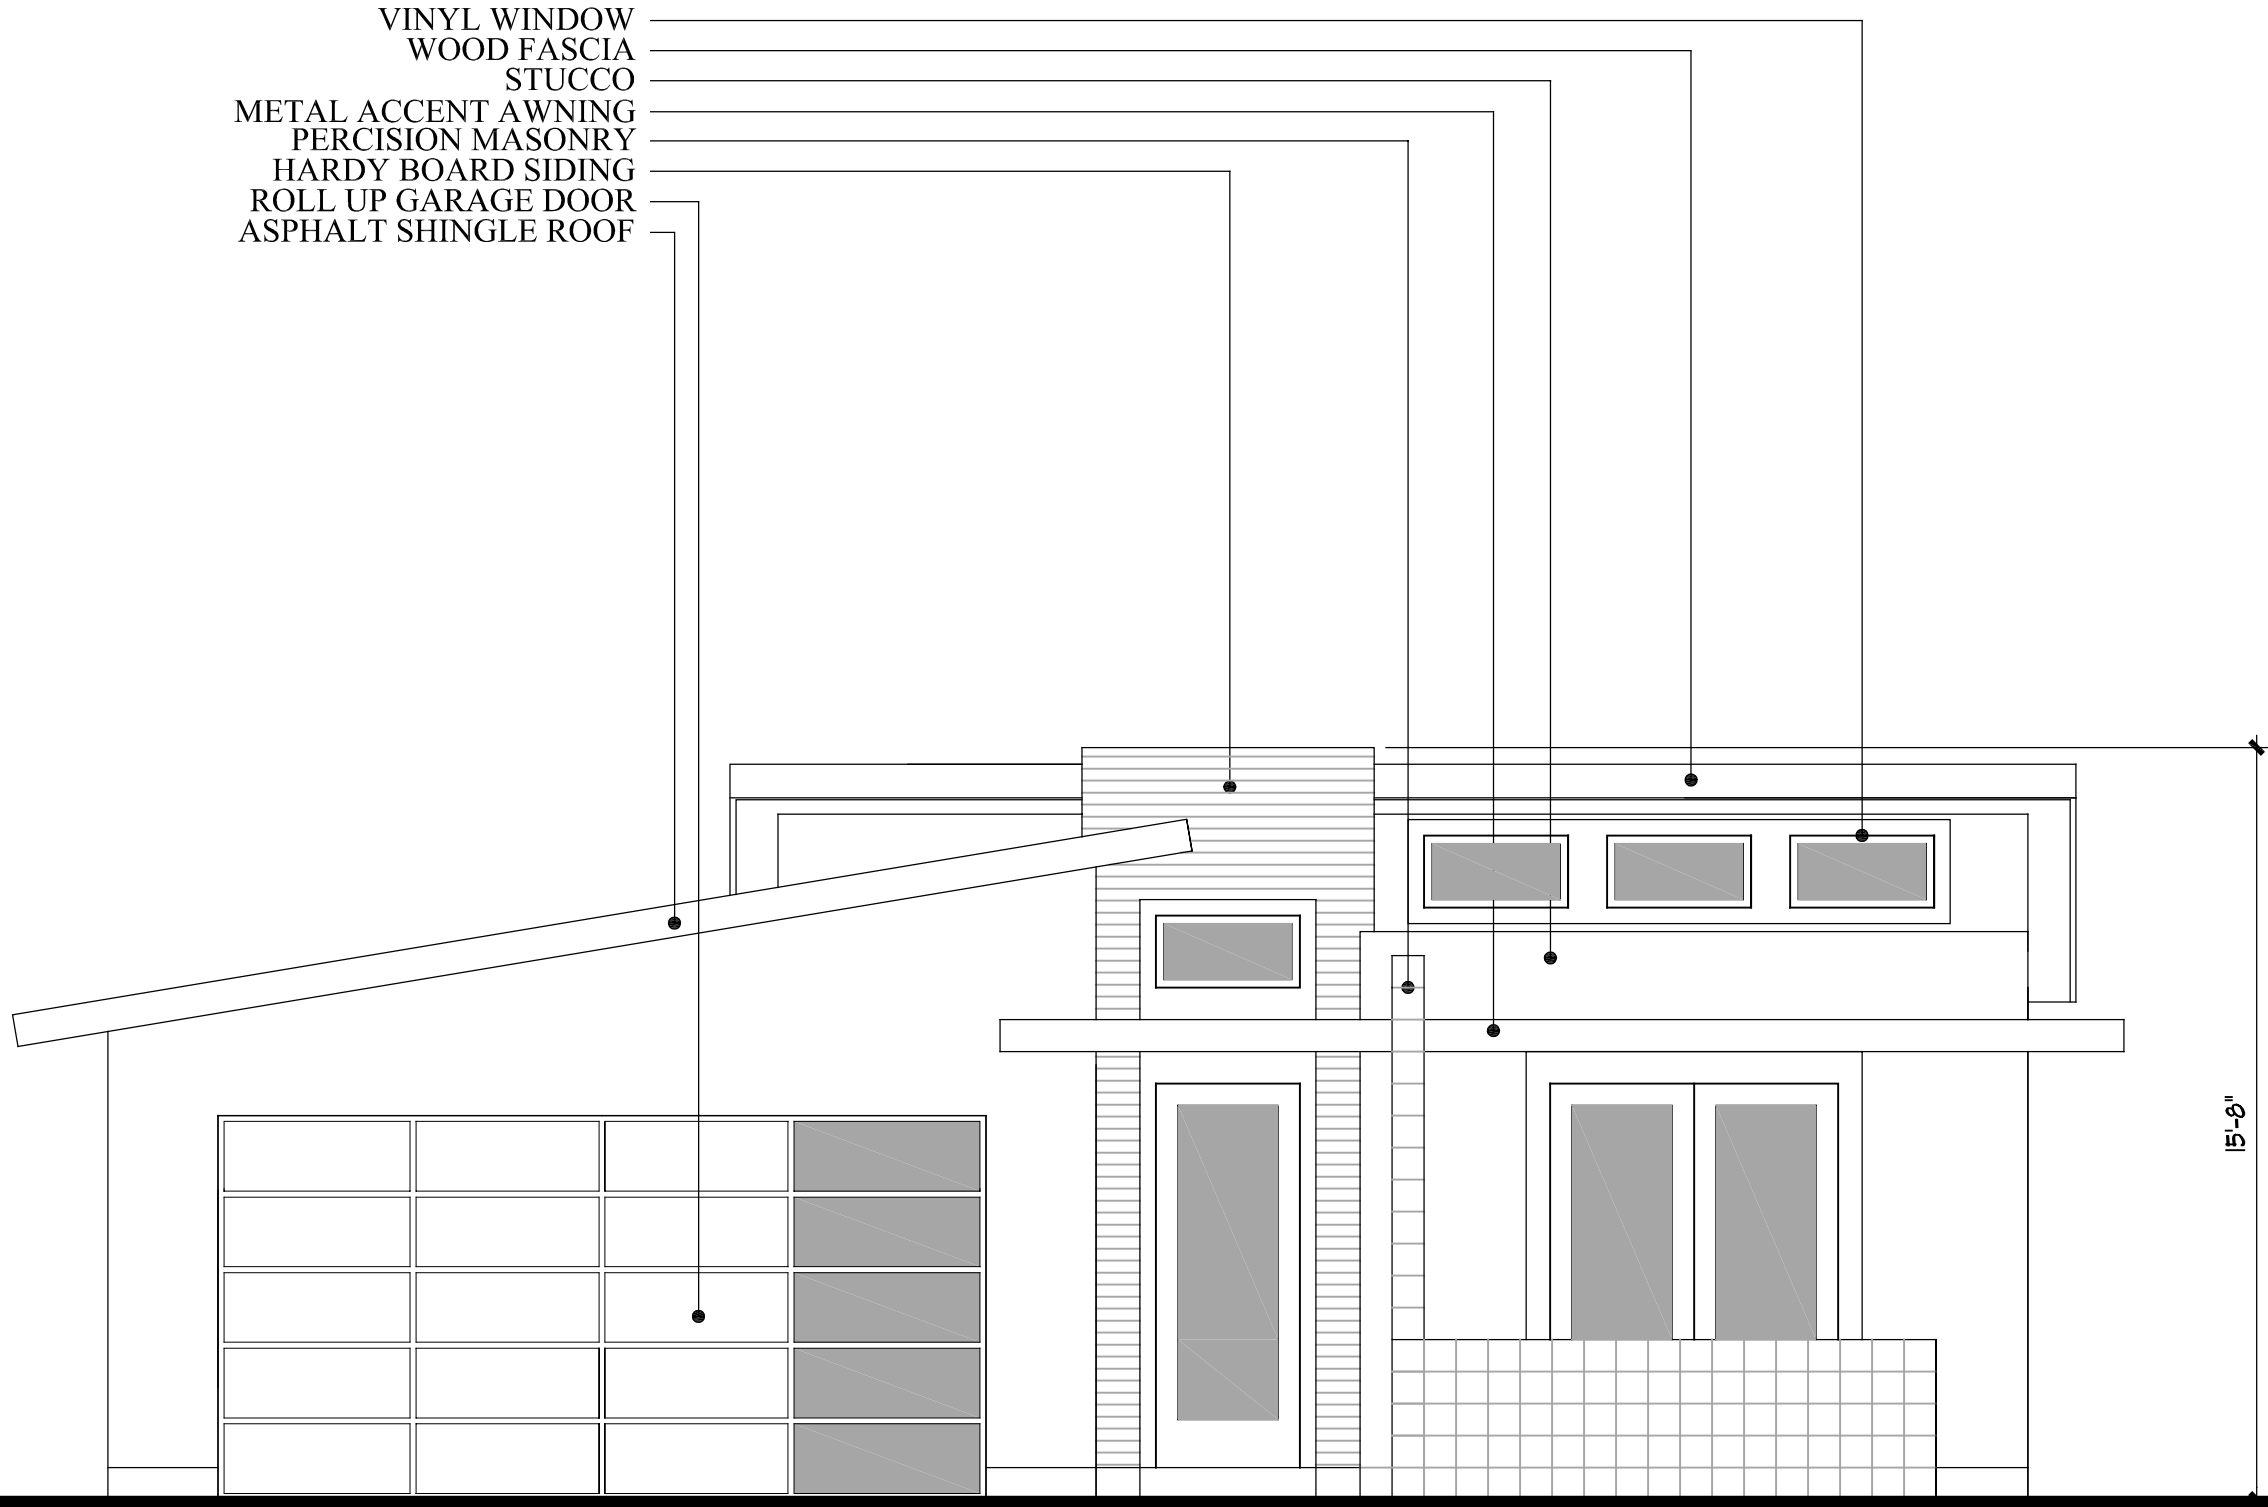 VINYL WINDOW
WOOD FASCIA
STUCCO
METAL ACCENT AWNING
PERCISION MASONRY
HARDY BOARD SIDING
ROLL UP GARAGE DOOR
ASPHALT SHINGLE ROOF
15'-8"